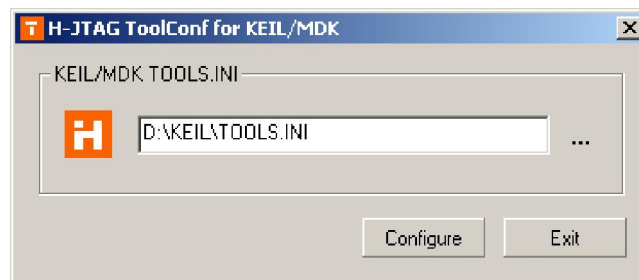 H-JTAG ToolConf for KEIL/MDK
KEIL/MDK TOOLS.INI
D:\KEIL\TOOLS.INI
...
Configure Exit